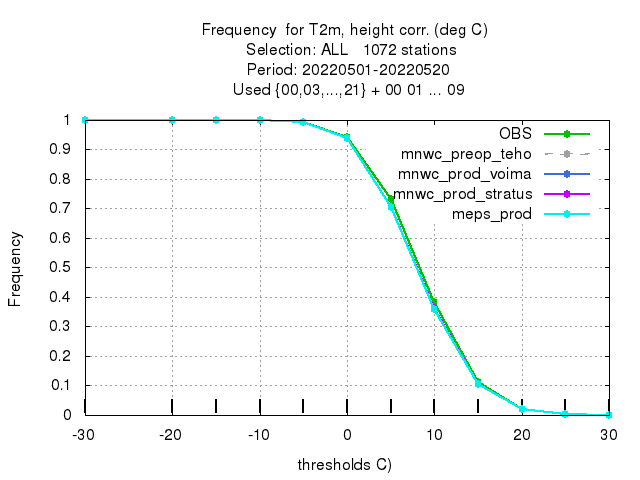 Frequency  for T2m, height corr. (deg C)
Selection: ALL   1072 stations
Period: 20220501-20220520
Used {00,03,...,21} + 00 01 ... 09
OBS
mnwc_preop_teho
mnwc_prod_voima
mnwc_prod_stratus
meps_prod
Frequency
1
0.9
0.8
0.7
0.6
0.5
0.4
0.3
0.2
0.1
0
-30
-20
-10
0
10
20
30
thresholds C)